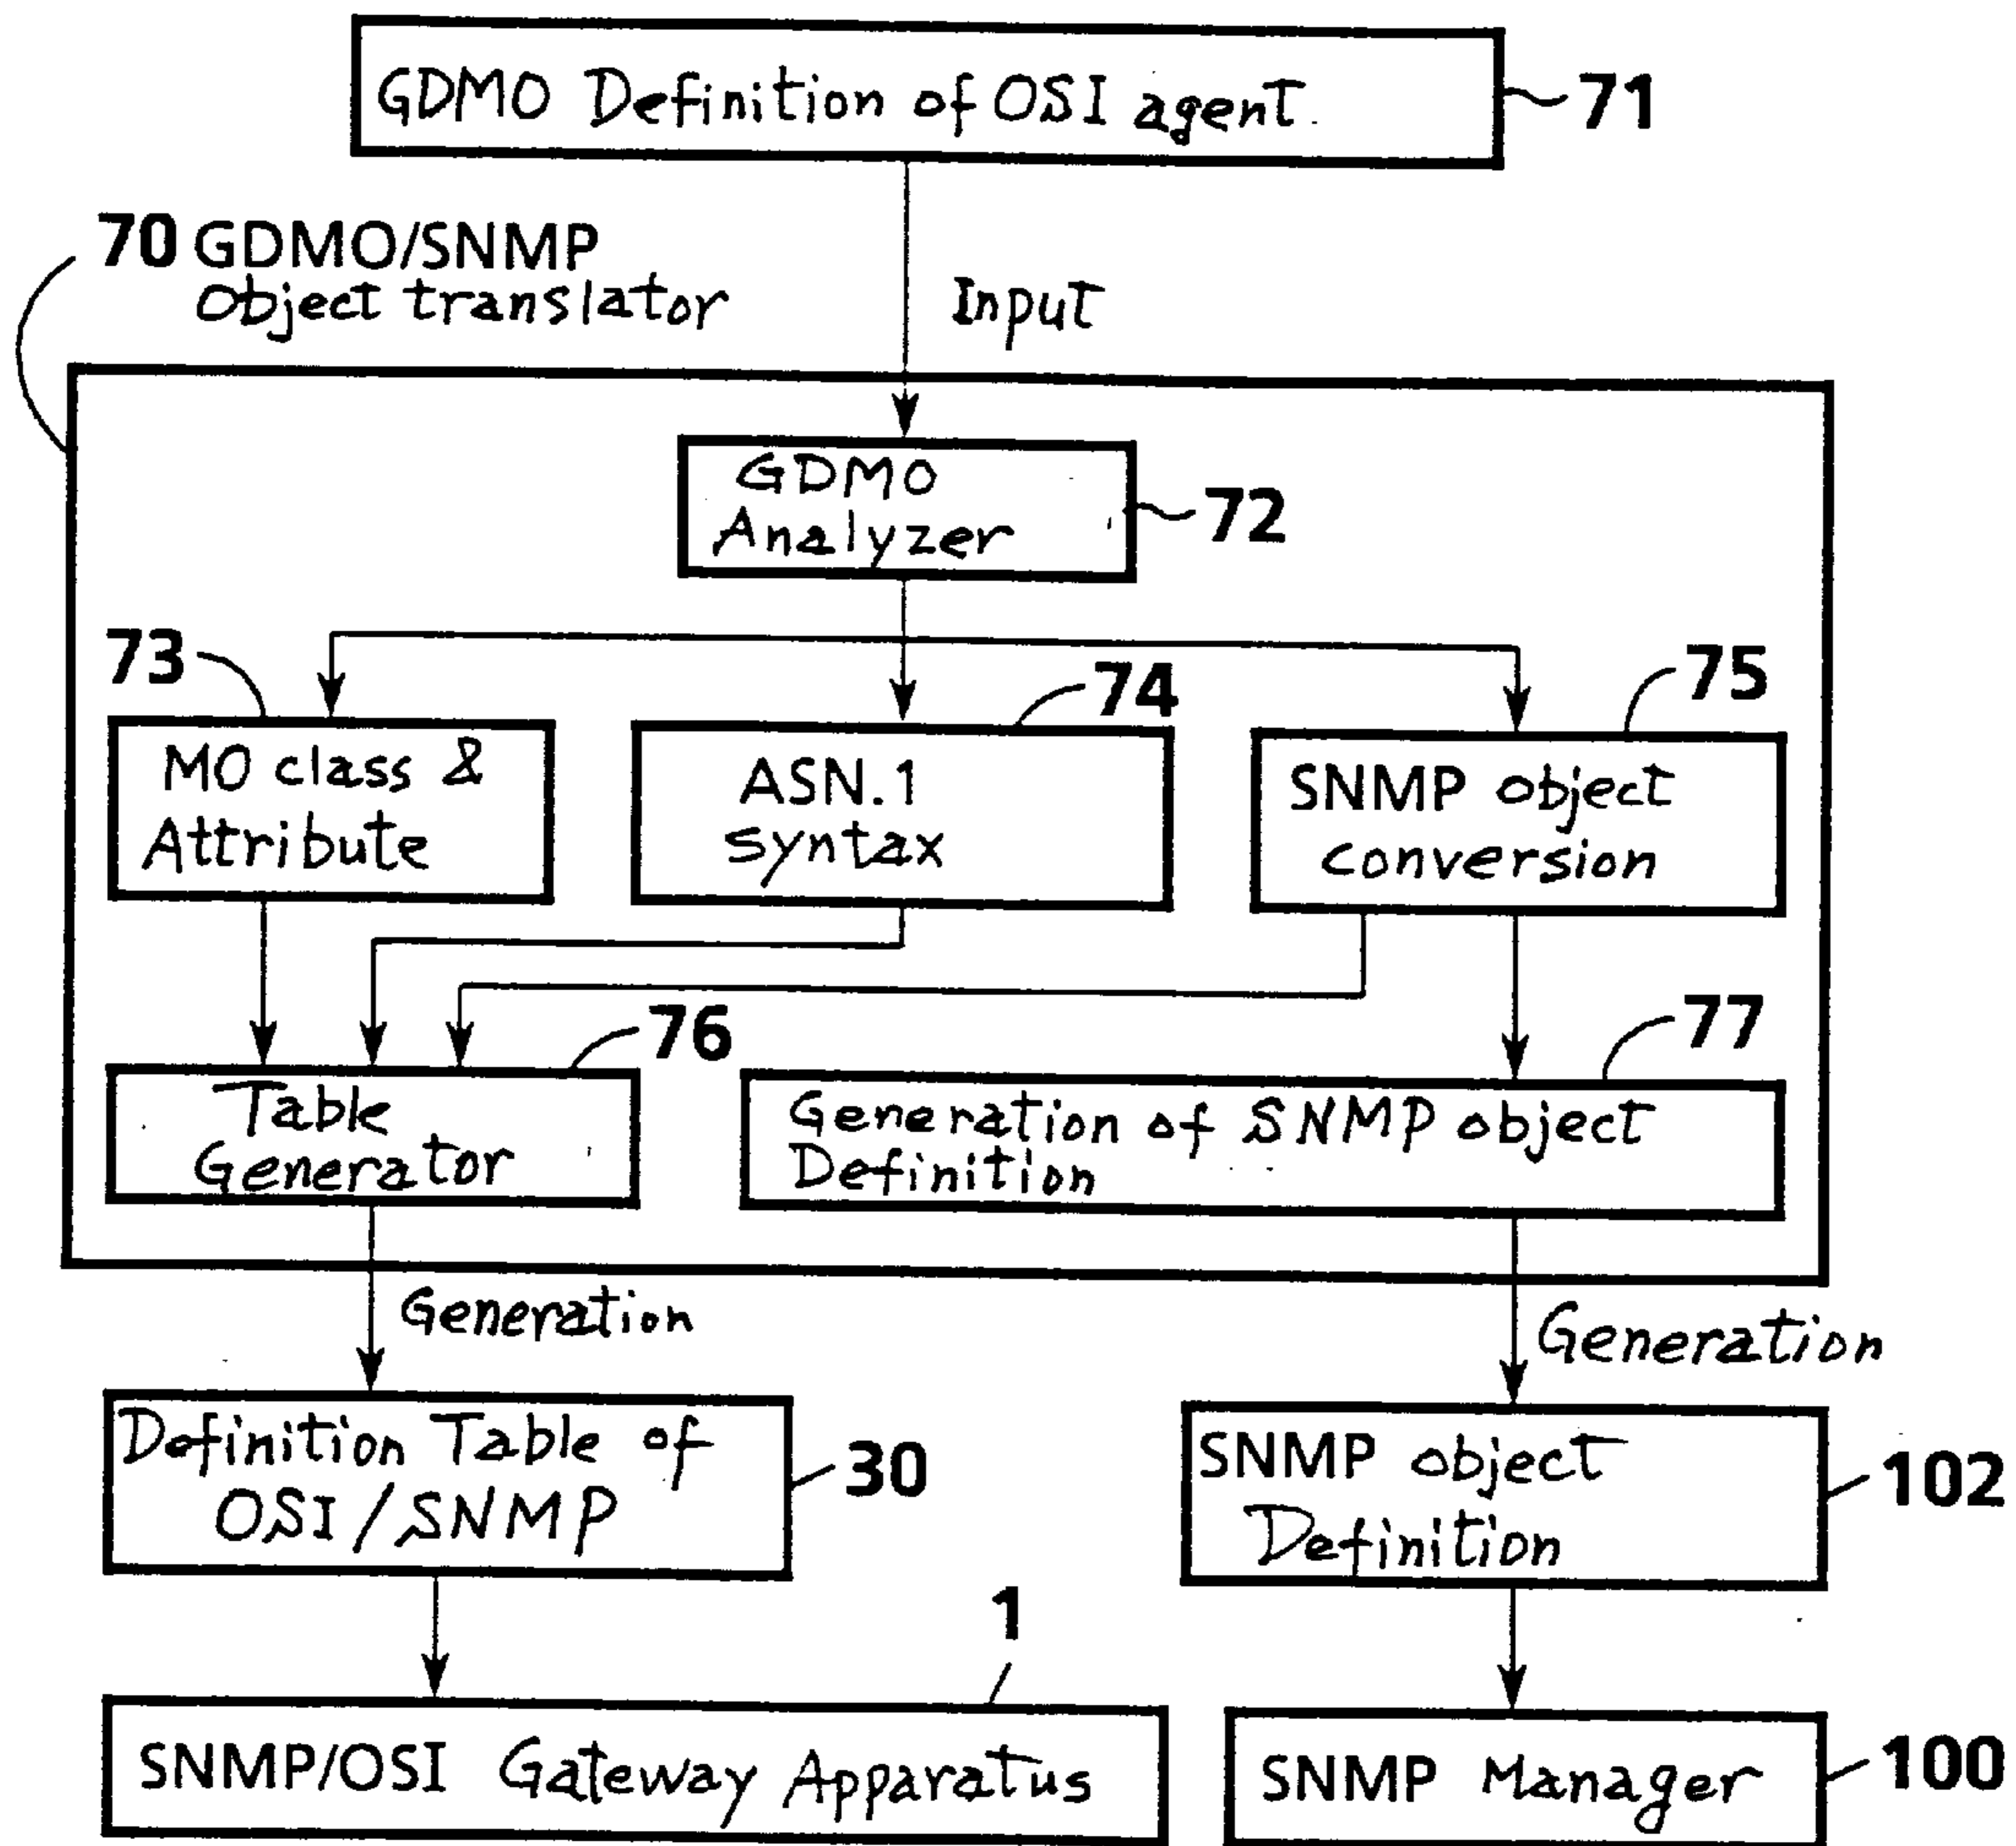 GDMO Definition of OSI agent
71
70 GDMO/SNMP
Object translator
Input
GDMO
Analyzer
72
73
74
75
MO class &
Attribute
ASN.1
syntax
SNMP object
conversion
76
77
Table
Generator
Generation of SNMP object
Definition
Generation
Generation
Definition Table of
OSI/SNMP
30
SNMP object
Definition
102
1
SNMP/OSI Gateway Apparatus
SNMP Manager
100